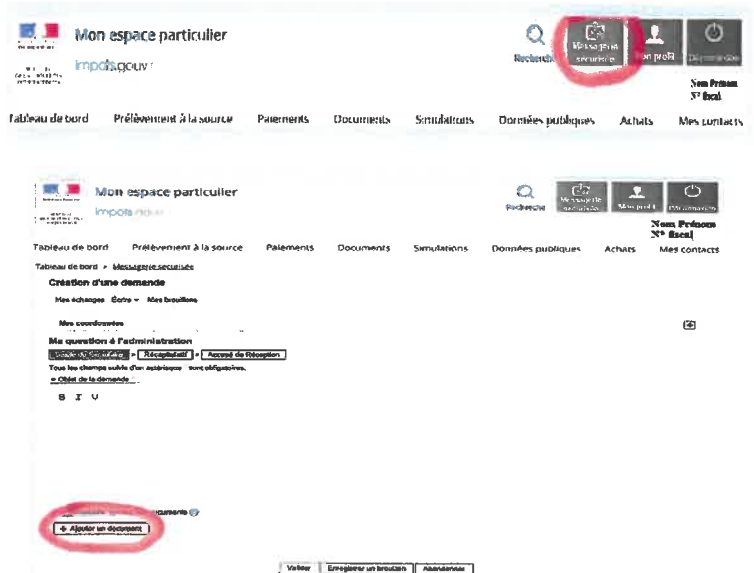 Mon espace particulier
impots.gouv
Recherche
Messagerie sécurisée
Mon profil
Nom Prénom
N° fiscal
Tableau de bord Prélèvement à la source Paiements Documents Simulations Données publiques Achats Mes contacts
Mon espace particulier
impots.gouv
Recherche
Messagerie sécurisée
Mon profil
Nom Prénom
N° fiscal
Tableau de bord Prélèvement à la source Paiements Documents Simulations Données publiques Achats Mes contacts
Tableau de bord > Messagerie sécurisée
Création d'une demande
Mes échanges Écrire Mes brouillons
Mes coordonnées
Ma question à l'administration
Récapitulatif > Accusé de Réception
Tous les champs suivis d'un astérisque sont obligatoires.
Objet de la demande
documents
+ Ajouter un document
Valider Enregistrer un brouillon Abandonner